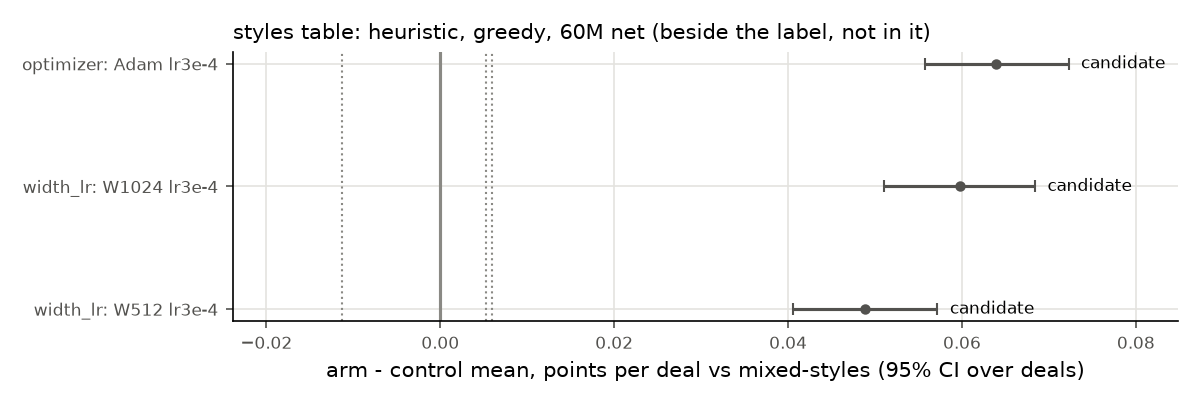 styles table: heuristic, greedy, 60M net (beside the label, not in it)
optimizer: Adam lr3e-4
candidate
width_lr: W1024 lr3e-4
candidate
width_lr: W512 lr3e-4
candidate
−0.02 0.00 0.02 0.04 0.06 0.08
arm - control mean, points per deal vs mixed-styles (95% CI over deals)